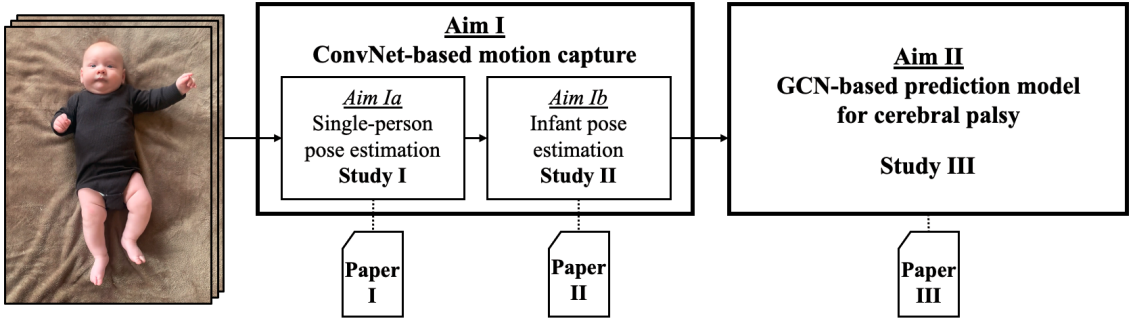 Aim I
ConvNet-based motion capture
Aim Ia
Single-person
pose estimation
Study I
Aim Ib
Infant pose
estimation
Study II
Aim II
GCN-based prediction model
for cerebral palsy
Study III
Paper
I
Paper
II
Paper
III